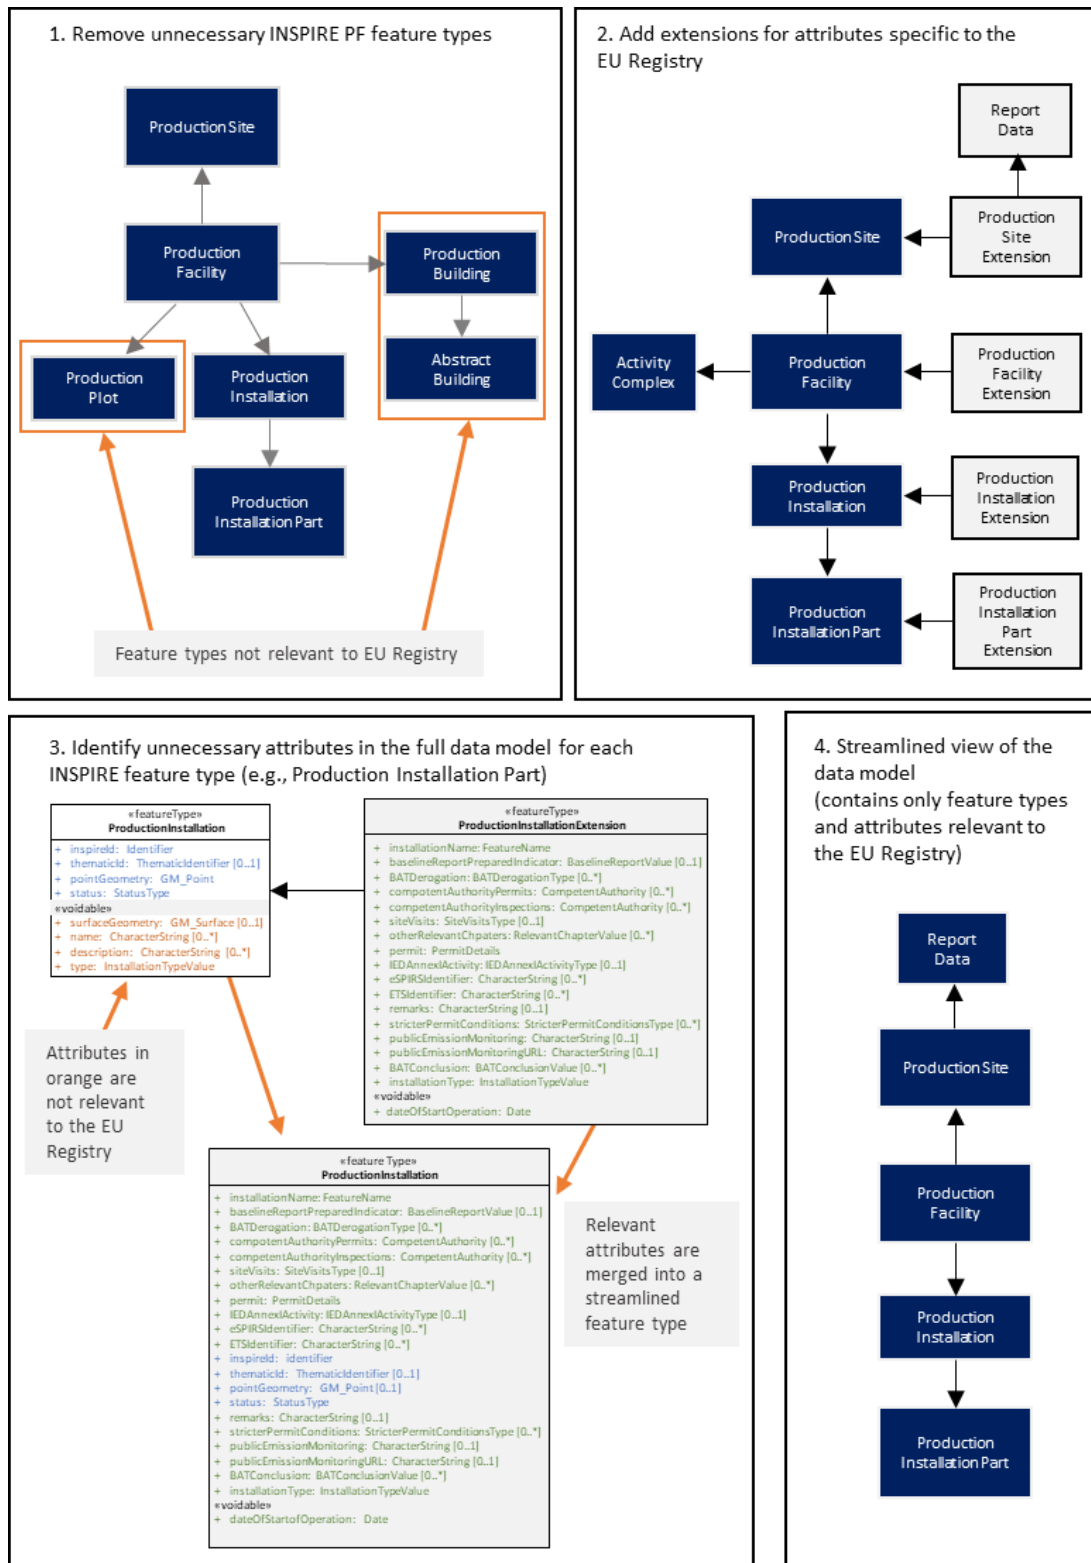 1. Remove unnecessary INSPIRE PF feature types
Production Site
Production
Facility
Production
Building
Abstract
Building
Production
Plot
Production
Installation
Production
Installation Part
Feature types not relevant to EU Registry
2. Add extensions for attributes specific to the
EU Registry
Report
Data
Production Site
Production
Site
Extension
Activity
Complex
Production
Facility
Production
Facility
Extension
Production
Installation
Production
Installation
Extension
Production
Installation Part
Production
Installation
Part
Extension
3. Identify unnecessary attributes in the full data model for each
INSPIRE feature type (e.g., Production Installation Part)
«featureType»
ProductionInstallation
+ inspireId: Identifier
+ thematicId: ThematicIdentifier [0..1]
+ pointGeometry: GM_Point
+ status: StatusType
«voidable»
+ surfaceGeometry: GM_Surface [0..1]
+ name: CharacterString [0..*]
+ description: CharacterString [0..*]
+ type: InstallationTypeValue
«featureType»
ProductionInstallationExtension
+ installationName: FeatureName
+ baselineReportPreparedIndicator: BaselineReportValue [0..1]
+ BATDerogation: BATDerogationType [0..*]
+ compotentAuthorityPermits: CompetentAuthority [0..*]
+ competentAuthorityInspections: CompetentAuthority [0..*]
+ siteVisits: SiteVisitsType [0..1]
+ otherRelevantChpaters: RelevantChapterValue [0..*]
+ permit: PermitDetails
+ IEDAnnexIActivity: IEDAnnexIActivityType [0..1]
+ eSPIRSIdentifier: CharacterString [0..*]
+ ETSIdentifier: CharacterString [0..*]
+ remarks: CharacterString [0..1]
+ stricterPermitConditions: StricterPermitConditionsType [0..*]
+ publicEmissionMonitoring: CharacterString [0..1]
+ publicEmissionMonitoringURL: CharacterString [0..1]
+ BATConclusion: BATConclusionValue [0..*]
+ installationType: InstallationTypeValue
«voidable»
+ dateOfStartOperation: Date
Attributes in
orange are
not relevant
to the EU
Registry
«feature Type»
ProductionInstallation
+ installationName: FeatureName
+ baselineReportPreparedIndicator: BaselineReportValue [0..1]
+ BATDerogation: BATDerogationType [0..*]
+ compotentAuthorityPermits: CompetentAuthority [0..*]
+ competentAuthorityInspections: CompetentAuthority [0..*]
+ siteVisits: SiteVisitsType [0..1]
+ otherRelevantChpaters: RelevantChapterValue [0..*]
+ permit: PermitDetails
+ IEDAnnexIActivity: IEDAnnexIActivityType [0..1]
+ eSPIRSIdentifier: CharacterString [0..*]
+ ETSIdentifier: CharacterString [0..*]
+ inspireId: identifier
+ thematicId: ThematicIdentifier [0..1]
+ pointGeometry: GM_Point [0..1]
+ status: StatusType
+ remarks: CharacterString [0..1]
+ stricterPermitConditions: StricterPermitConditionsType [0..*]
+ publicEmissionMonitoring: CharacterString [0..1]
+ publicEmissionMonitoringURL: CharacterString [0..1]
+ BATConclusion: BATConclusionValue [0..*]
+ installationType: InstallationTypeValue
«voidable»
+ dateOfStartofOperation: Date
Relevant
attributes are
merged into a
streamlined
feature type
4. Streamlined view of the
data model
(contains only feature types
and attributes relevant to
the EU Registry)
Report
Data
Production Site
Production
Facility
Production
Installation
Production
Installation Part